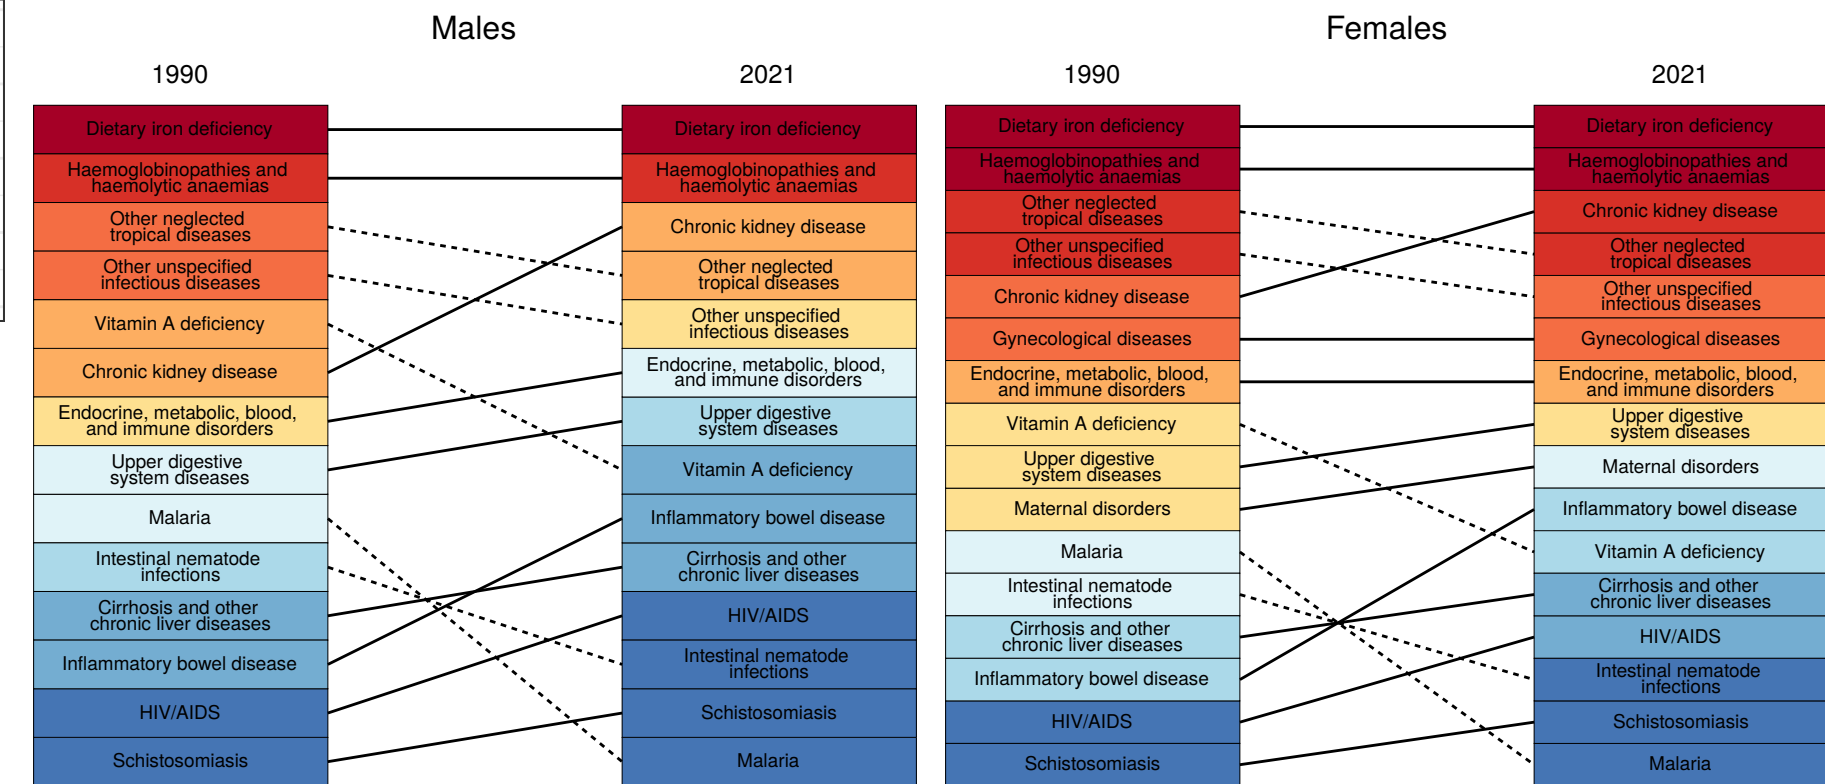 Males
1990
2021
Dietary iron deficiency
Haemoglobinopathies and
haemolytic anaemias
Other neglected
tropical diseases
Other unspecified
infectious diseases
Vitamin A deficiency
Chronic kidney disease
Endocrine, metabolic, blood,
and immune disorders
Upper digestive
system diseases
Malaria
Intestinal nematode
infections
Cirrhosis and other
chronic liver diseases
Inflammatory bowel disease
HIV/AIDS
Schistosomiasis
Dietary iron deficiency
Haemoglobinopathies and
haemolytic anaemias
Chronic kidney disease
Other neglected
tropical diseases
Other unspecified
infectious diseases
Endocrine, metabolic, blood,
and immune disorders
Upper digestive
system diseases
Vitamin A deficiency
Inflammatory bowel disease
Cirrhosis and other
chronic liver diseases
HIV/AIDS
Intestinal nematode
infections
Schistosomiasis
Malaria
Females
1990
2021
Dietary iron deficiency
Haemoglobinopathies and
haemolytic anaemias
Other neglected
tropical diseases
Other unspecified
infectious diseases
Chronic kidney disease
Gynecological diseases
Endocrine, metabolic, blood,
and immune disorders
Vitamin A deficiency
Upper digestive
system diseases
Maternal disorders
Malaria
Intestinal nematode
infections
Cirrhosis and other
chronic liver diseases
Inflammatory bowel disease
HIV/AIDS
Schistosomiasis
Dietary iron deficiency
Haemoglobinopathies and
haemolytic anaemias
Chronic kidney disease
Other neglected
tropical diseases
Other unspecified
infectious diseases
Gynecological diseases
Endocrine, metabolic, blood,
and immune disorders
Upper digestive
system diseases
Maternal disorders
Inflammatory bowel disease
Vitamin A deficiency
Cirrhosis and other
chronic liver diseases
HIV/AIDS
Intestinal nematode
infections
Schistosomiasis
Malaria